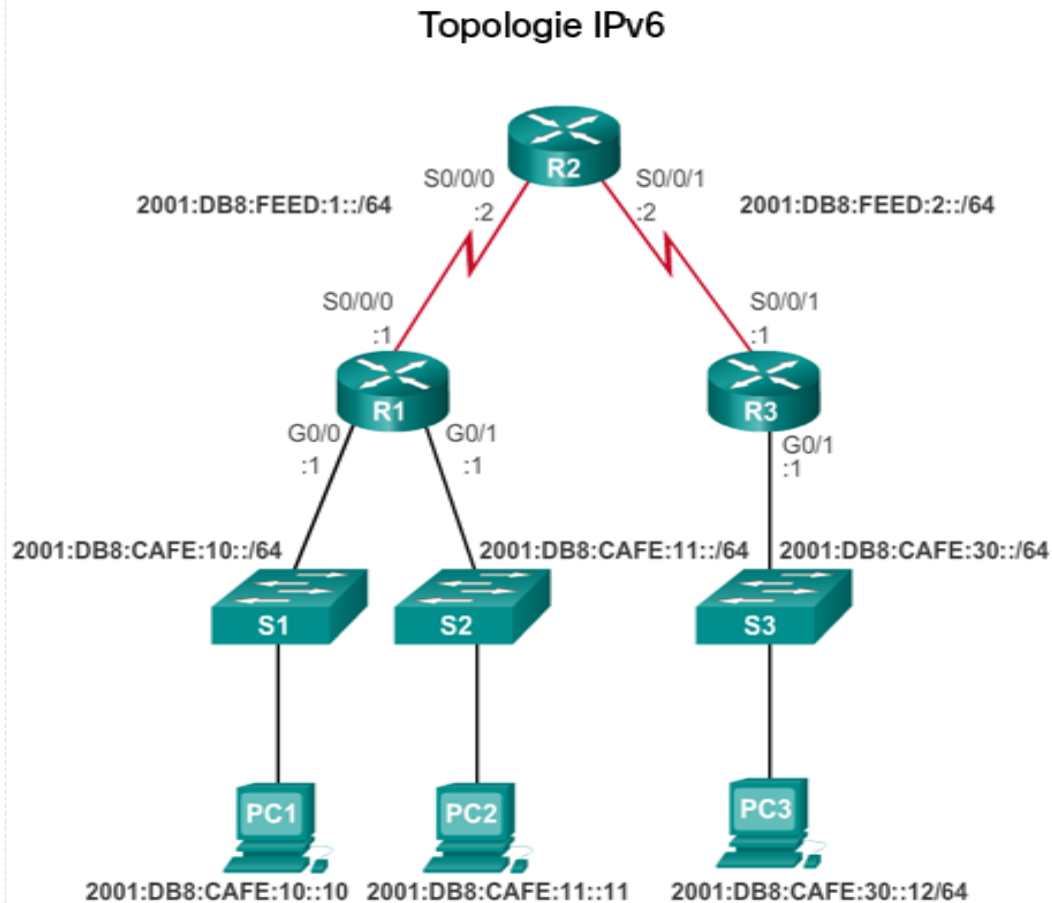 Topologie IPv6
R2
S0/0/0
S0/0/1
2001:DB8:FEED:1::/64
:2
:2
2001:DB8:FEED:2::/64
S0/0/0
:1
S0/0/1
:1
R1
R3
G0/0
:1
G0/1
:1
G0/1
:1
2001:DB8:CAFE:10::/64
2001:DB8:CAFE:11::/64
2001:DB8:CAFE:30::/64
S1
S2
S3
PC1
PC2
PC3
2001:DB8:CAFE:10::10
2001:DB8:CAFE:11::11
2001:DB8:CAFE:30::12/64